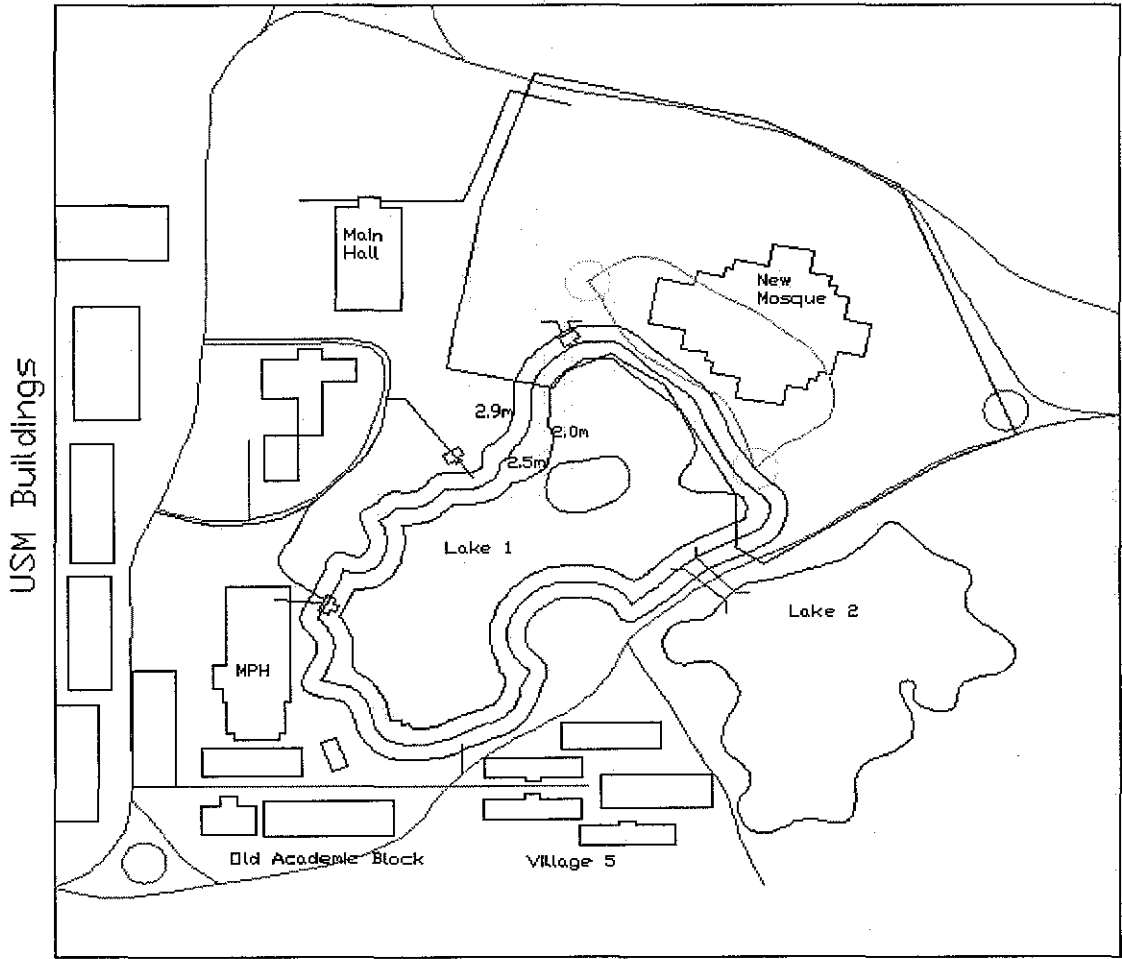 USM Buildings
Main
Hall
New
Mosque
2.9m
2.0m
2.5m
Lake 1
Lake 2
MPH
Old Academic Block
Village 5